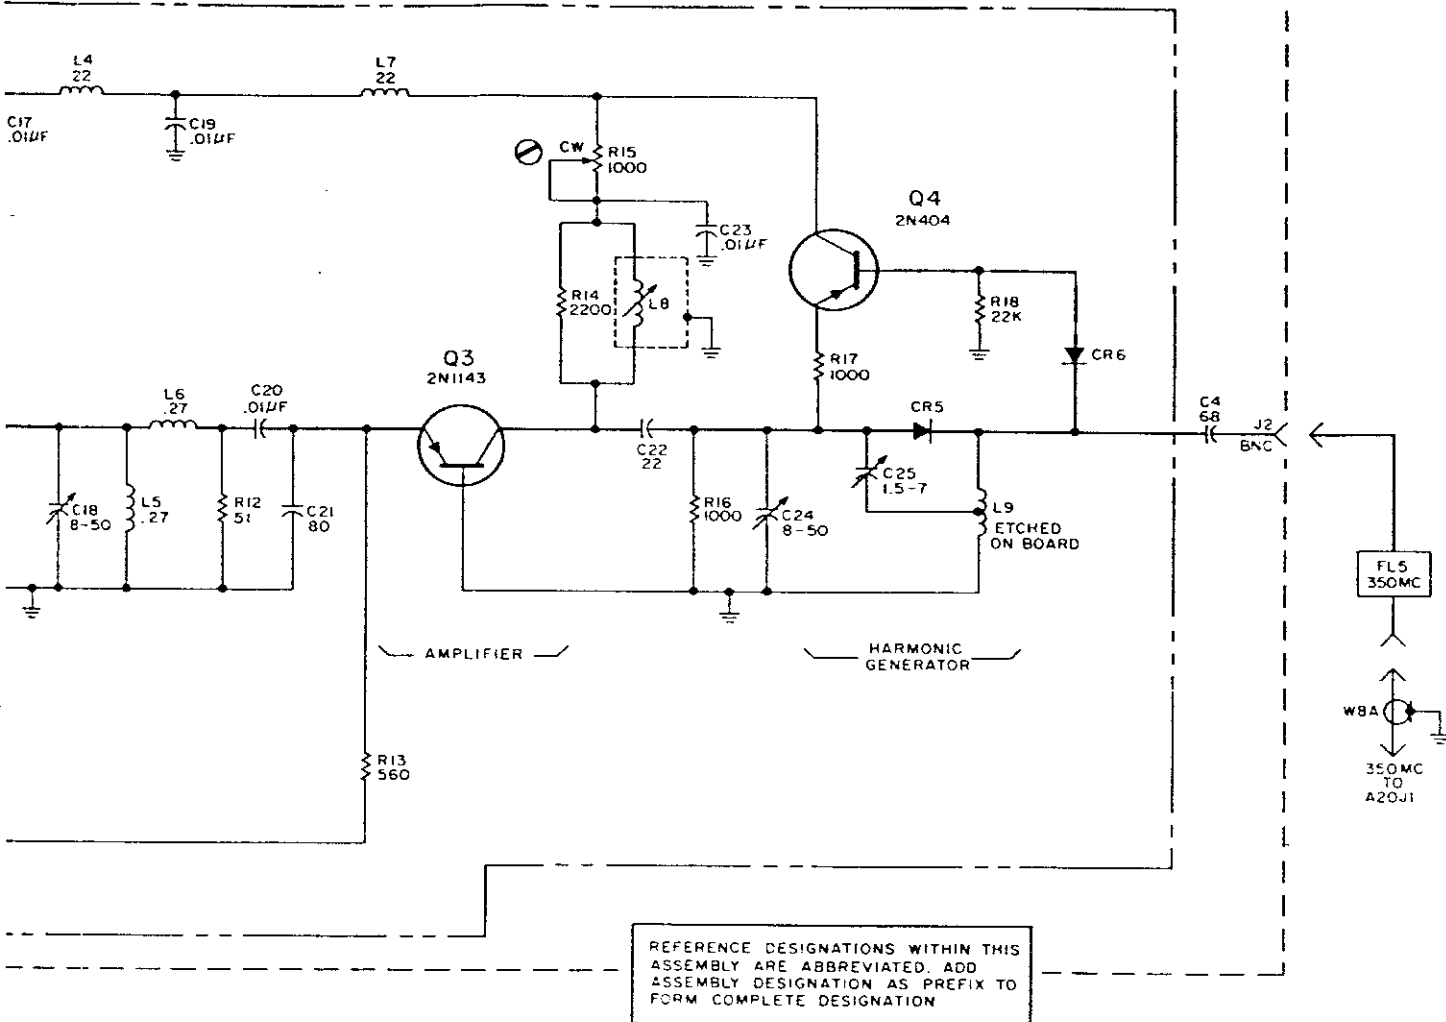 L4
22
L7
22
C17
.01µF
C19
.01µF
CW
R15
1000
Q4
2N404
C23
.01µF
R14
2200
L8
R18
22K
Q3
2N1143
R17
1000
CR6
L6
.27
C20
.01µF
CR5
C4
68
J2
BNC
C22
22
C18
8-50
L5
.27
R12
51
C21
80
R16
1000
C24
8-50
C25
1.5-7
L9
ETCHED
ON BOARD
FL5
350MC
AMPLIFIER
HARMONIC
GENERATOR
W8A
R13
560
350MC
TO
A20J1
REFERENCE DESIGNATIONS WITHIN THIS
ASSEMBLY ARE ABBREVIATED. ADD
ASSEMBLY DESIGNATION AS PREFIX TO
FORM COMPLETE DESIGNATION